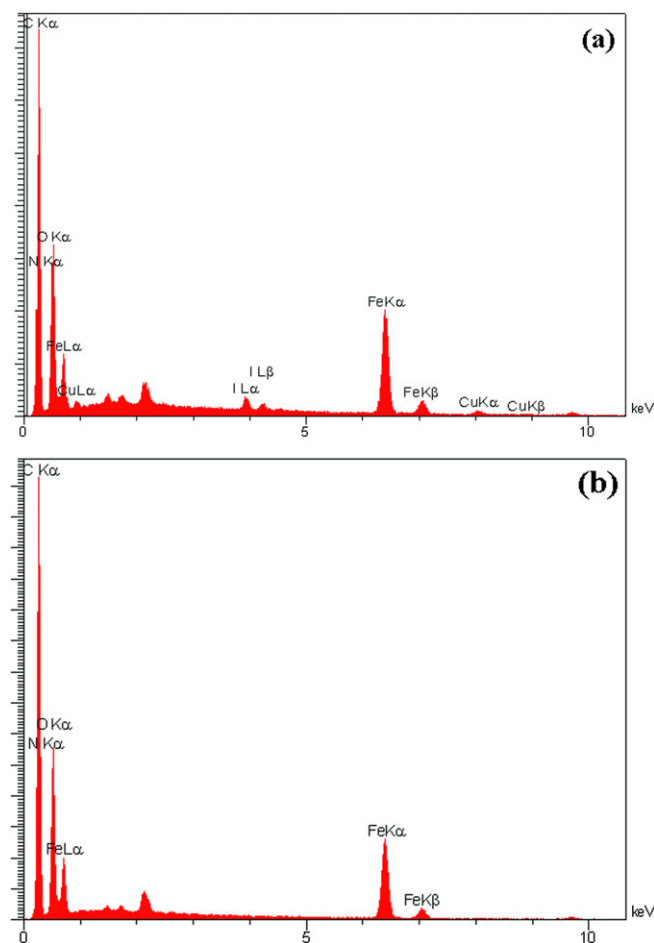 (a)
C Kα
O Kα
N Kα
FeLα
CuLα
I Lβ
I Lα
FeKα
FeKβ
CuKα
CuKβ
0
5
10
keV
(b)
C Kα
O Kα
N Kα
FeLα
FeKα
FeKβ
0
5
10
keV